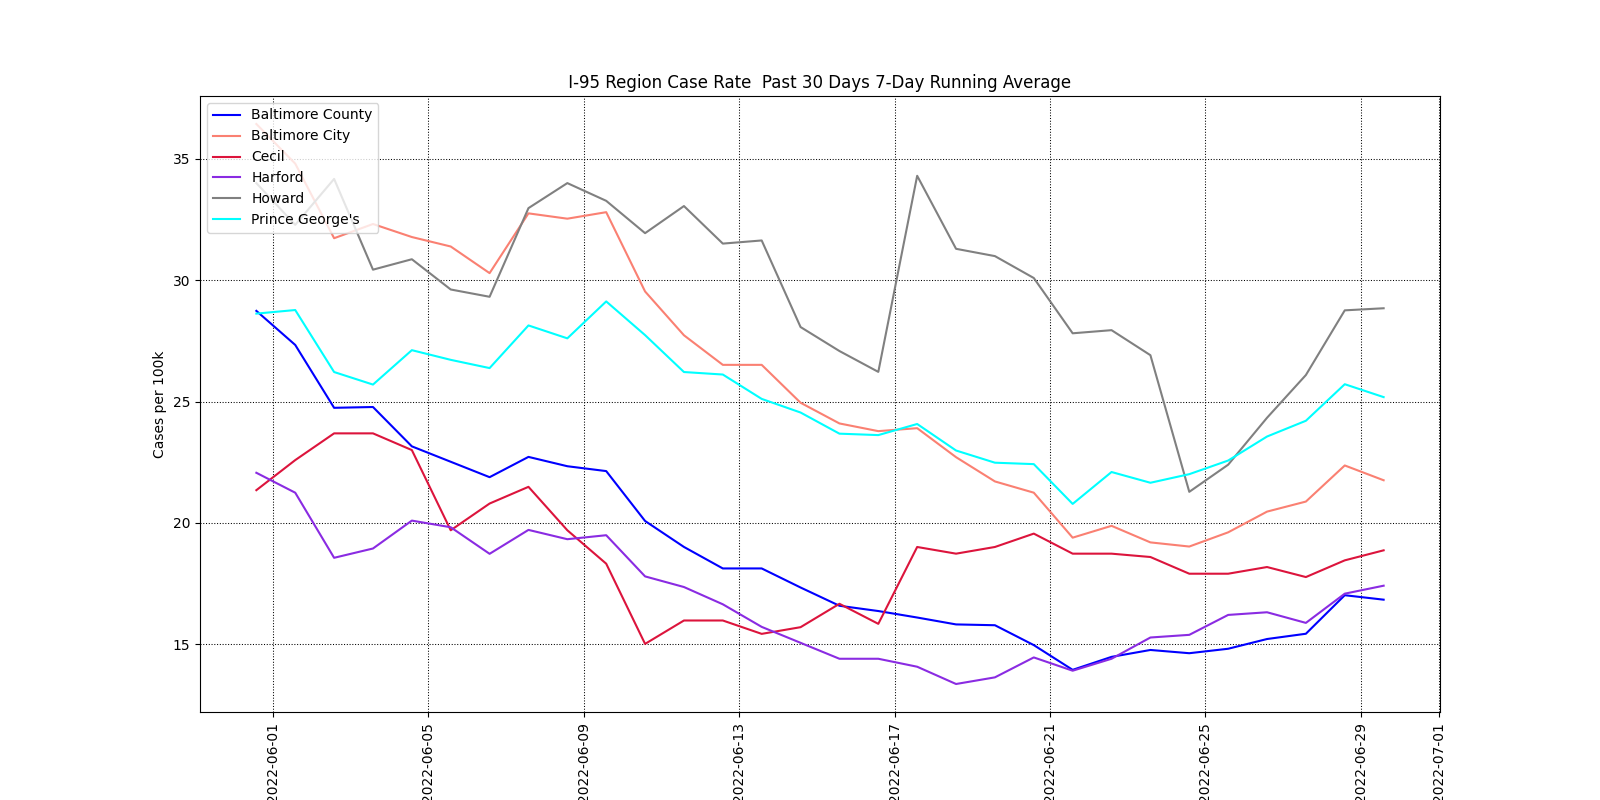 I-95 Region Case Rate  Past 30 Days 7-Day Running Average
Baltimore County
Baltimore City
Cecil
Harford
Howard
Prince George's
Cases per 100k
35
30
25
20
15
2022-06-01
2022-06-05
2022-06-09
2022-06-13
2022-06-17
2022-06-21
2022-06-25
2022-06-29
2022-07-01